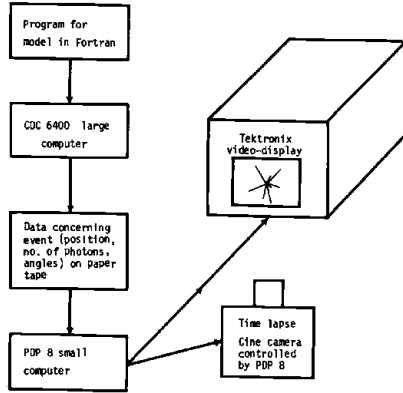 Program for
model in Fortran
CDC 6400 large
computer
Data concerning
event (position,
no. of photons,
angles) on paper
tape
PDP 8 small
computer
Tektronix
video-display
Time lapse
Cine camera
controlled
by PDP 8